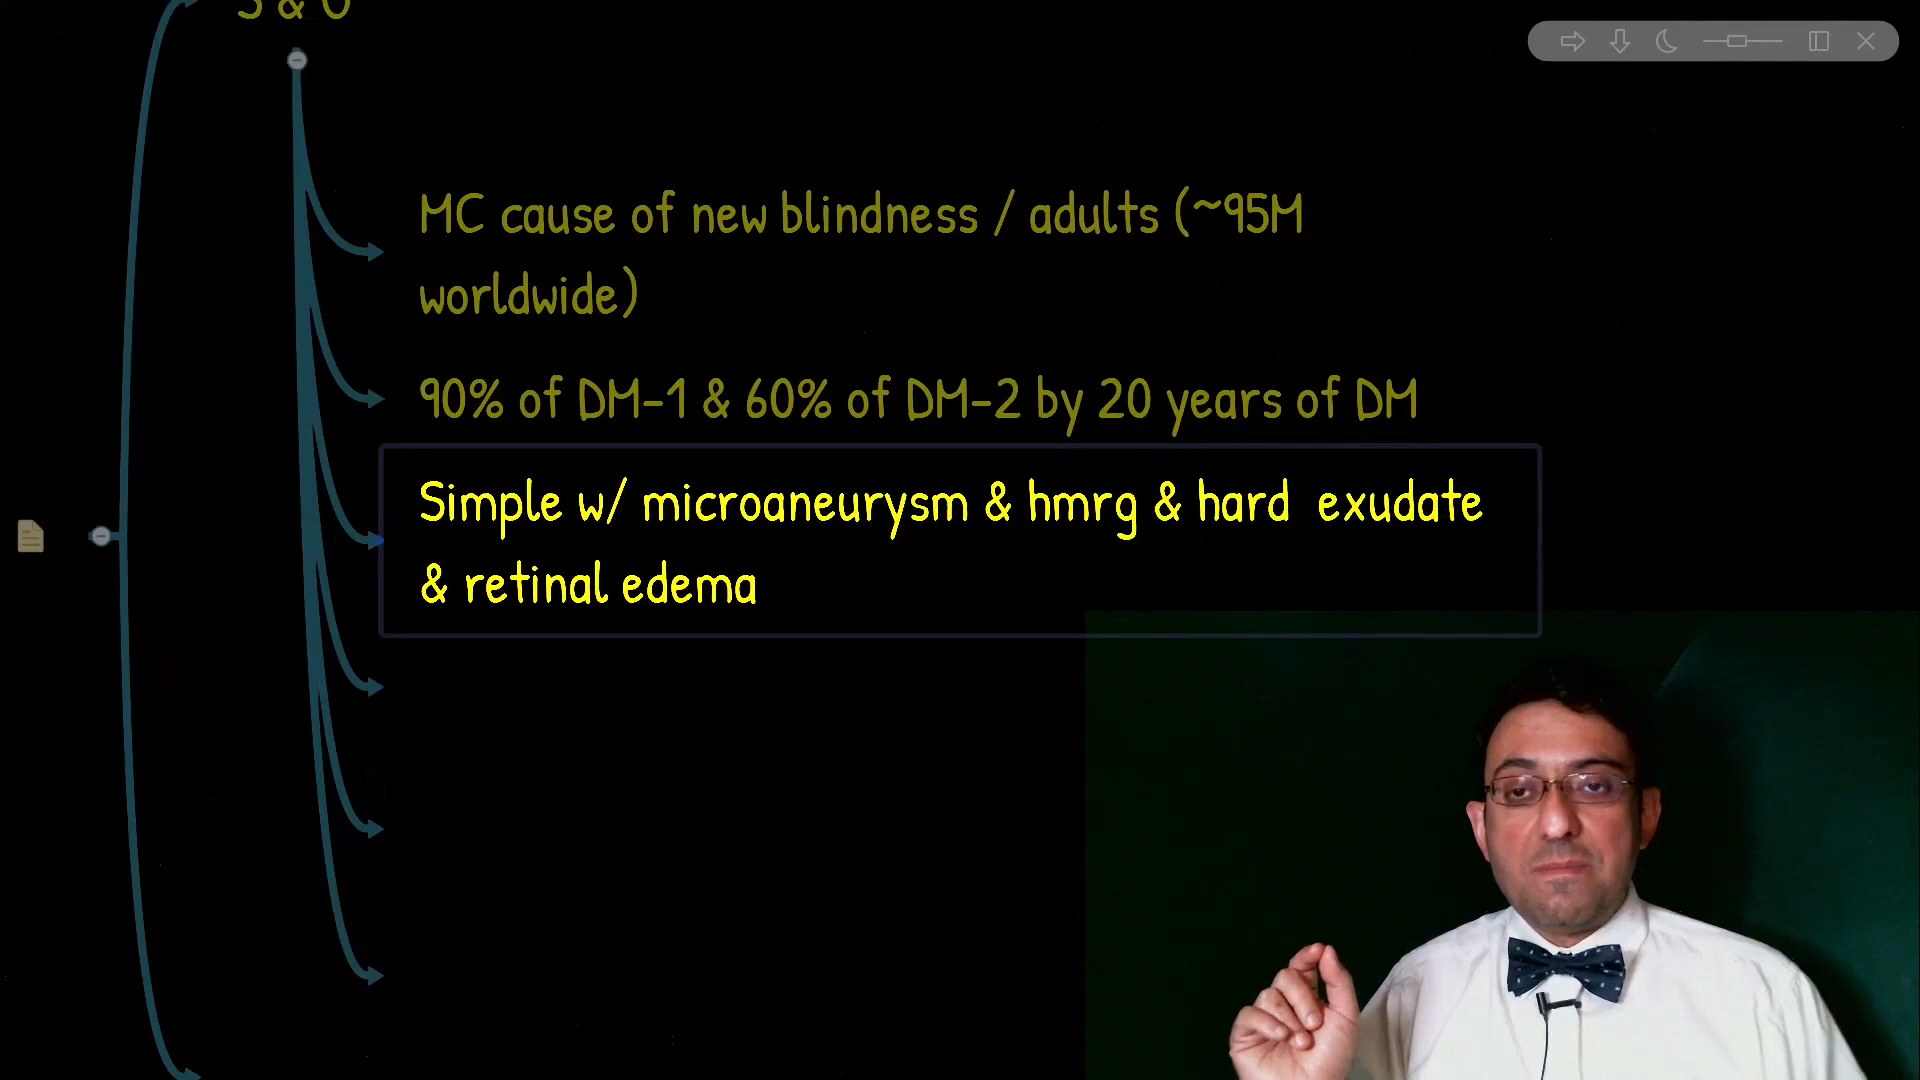 MC cause of new blindness / adults (~95M
worldwide)
90% of DM-1 & 60% of DM-2 by 20 years of DM
Simple w/ microaneurysm & hmrg & hard exudate
& retinal edema